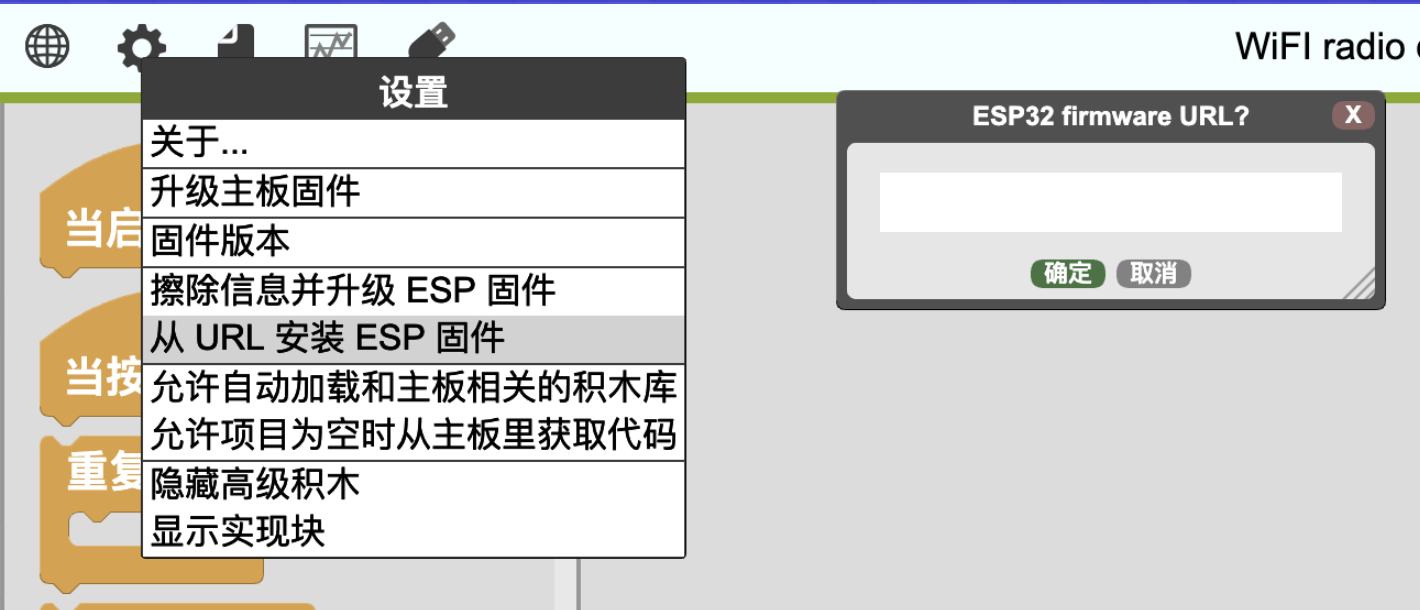 WiFI radio
设置
ESP32 firmware URL?
X
关于...
升级主板固件
固件版本
擦除信息并升级 ESP 固件
从 URL 安装 ESP 固件
允许自动加载和主板相关的积木库
允许项目为空时从主板里获取代码
隐藏高级积木
显示实现块
确定
取消
当启
当按
重复